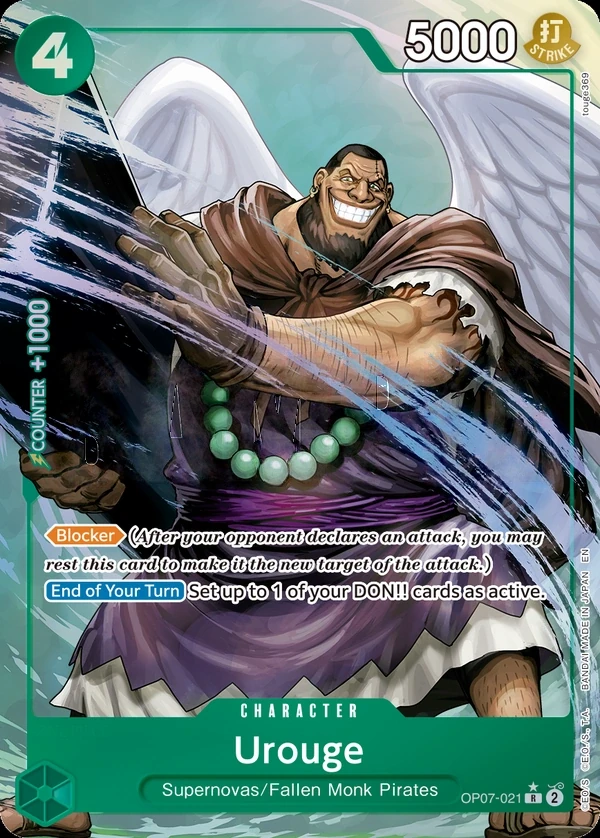 4
5000
打
STRIKE
touge369
COUNTER +1000
Blocker (After your opponent declares an attack, you may
rest this card to make it the new target of the attack.)
End of Your Turn Set up to 1 of your DON!! cards as active.
CHARACTER
Urouge
Supernovas/Fallen Monk Pirates
OP07-021 R 2
©E.O/S. ©E.O./S., T.A. BANDAI MADE IN JAPAN EN